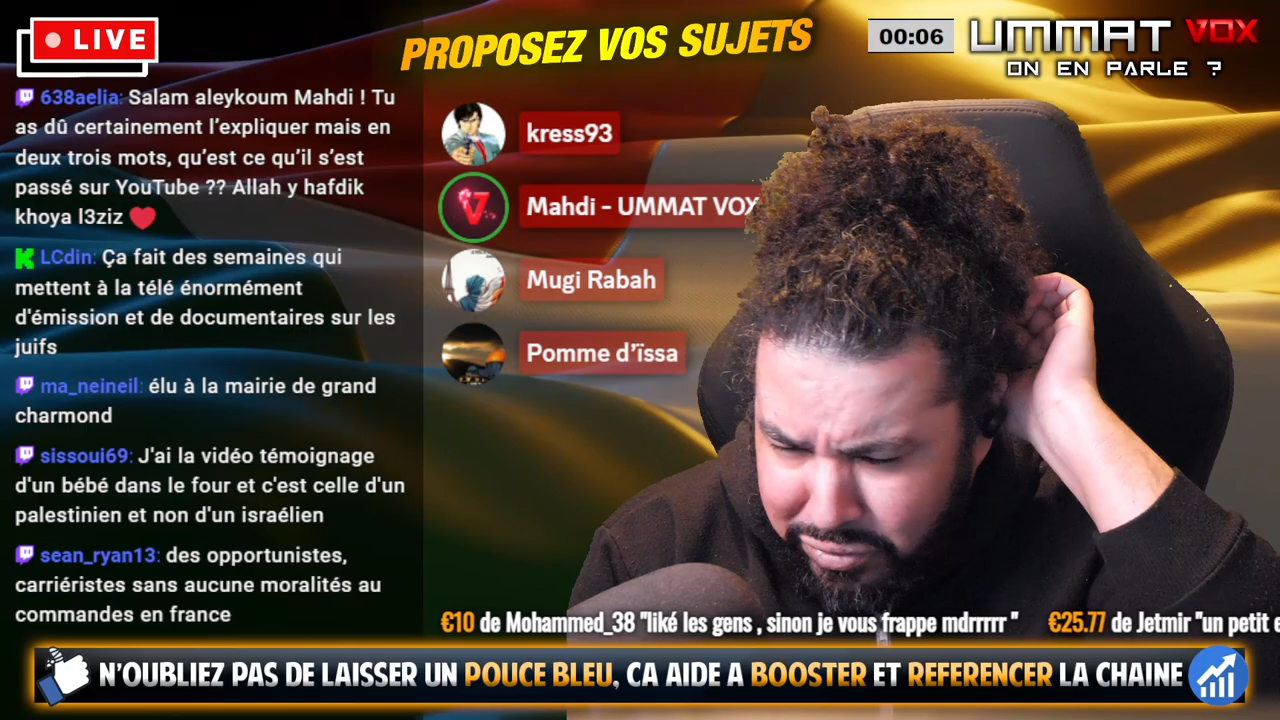 LIVE
PROPOSEZ VOS SUJETS
00:06
UMMAT VOX
ON EN PARLE ?
638aelia: Salam aleykoum Mahdi ! Tu
as dû certainement l’expliquer mais en
deux trois mots, qu’est ce qu’il s’est
passé sur YouTube ?? Allah y hafdik
khoya l3ziz ❤️
LCdin: Ça fait des semaines qui
mettent à la télé énormément
d'émission et de documentaires sur les
juifs
ma_neineil: élu à la mairie de grand
charmond
sissoui69: J'ai la vidéo témoignage
d'un bébé dans le four et c'est celle d'un
palestinien et non d'un israélien
sean_ryan13: des opportunistes,
carriéristes sans aucune moralités au
commandes en france
kress93
Mahdi - UMMAT VOX
Mugi Rabah
Pomme d’ïssa
€10 de Mohammed_38 "liké les gens , sinon je vous frappe mdrrrrr " €25.77 de Jetmir "un petit
N'OUBLIEZ PAS DE LAISSER UN POUCE BLEU, CA AIDE A BOOSTER ET REFERENCER LA CHAINE